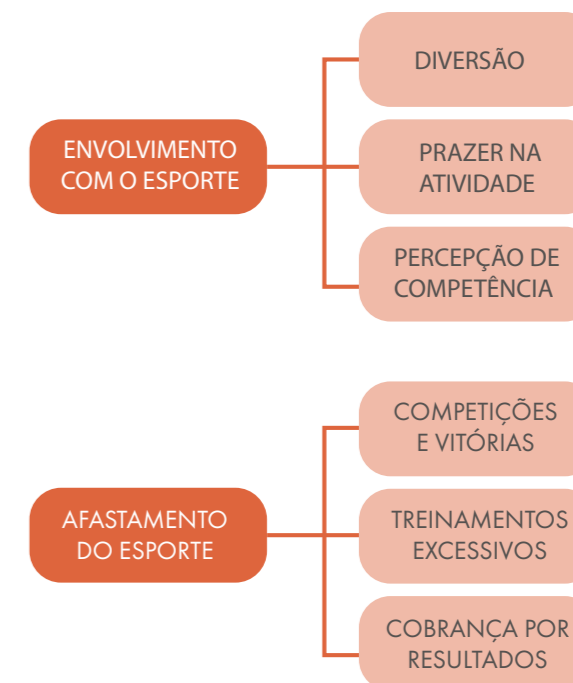 ENVOLVIMENTO
COM O ESPORTE
DIVERSÃO
PRAZER NA
ATIVIDADE
PERCEPÇÃO DE
COMPETÊNCIA
AFASTAMENTO
DO ESPORTE
COMPETIÇÕES
E VITÓRIAS
TREINAMENTOS
EXCESSIVOS
COBRANÇA POR
RESULTADOS